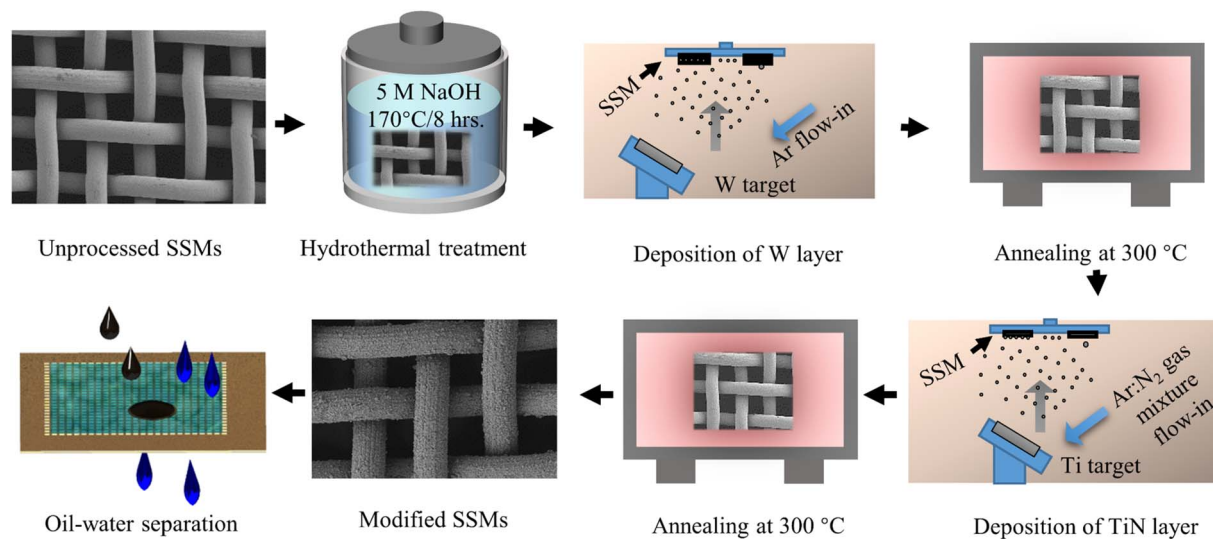 5 M NaOH
170°C/8 hrs.
SSM
Ar flow-in
W target
Unprocessed SSMs
Hydrothermal treatment
Deposition of W layer
Annealing at 300 °C
SSM
Ar:N₂ gas
mixture
flow-in
Ti target
Oil-water separation
Modified SSMs
Annealing at 300 °C
Deposition of TiN layer